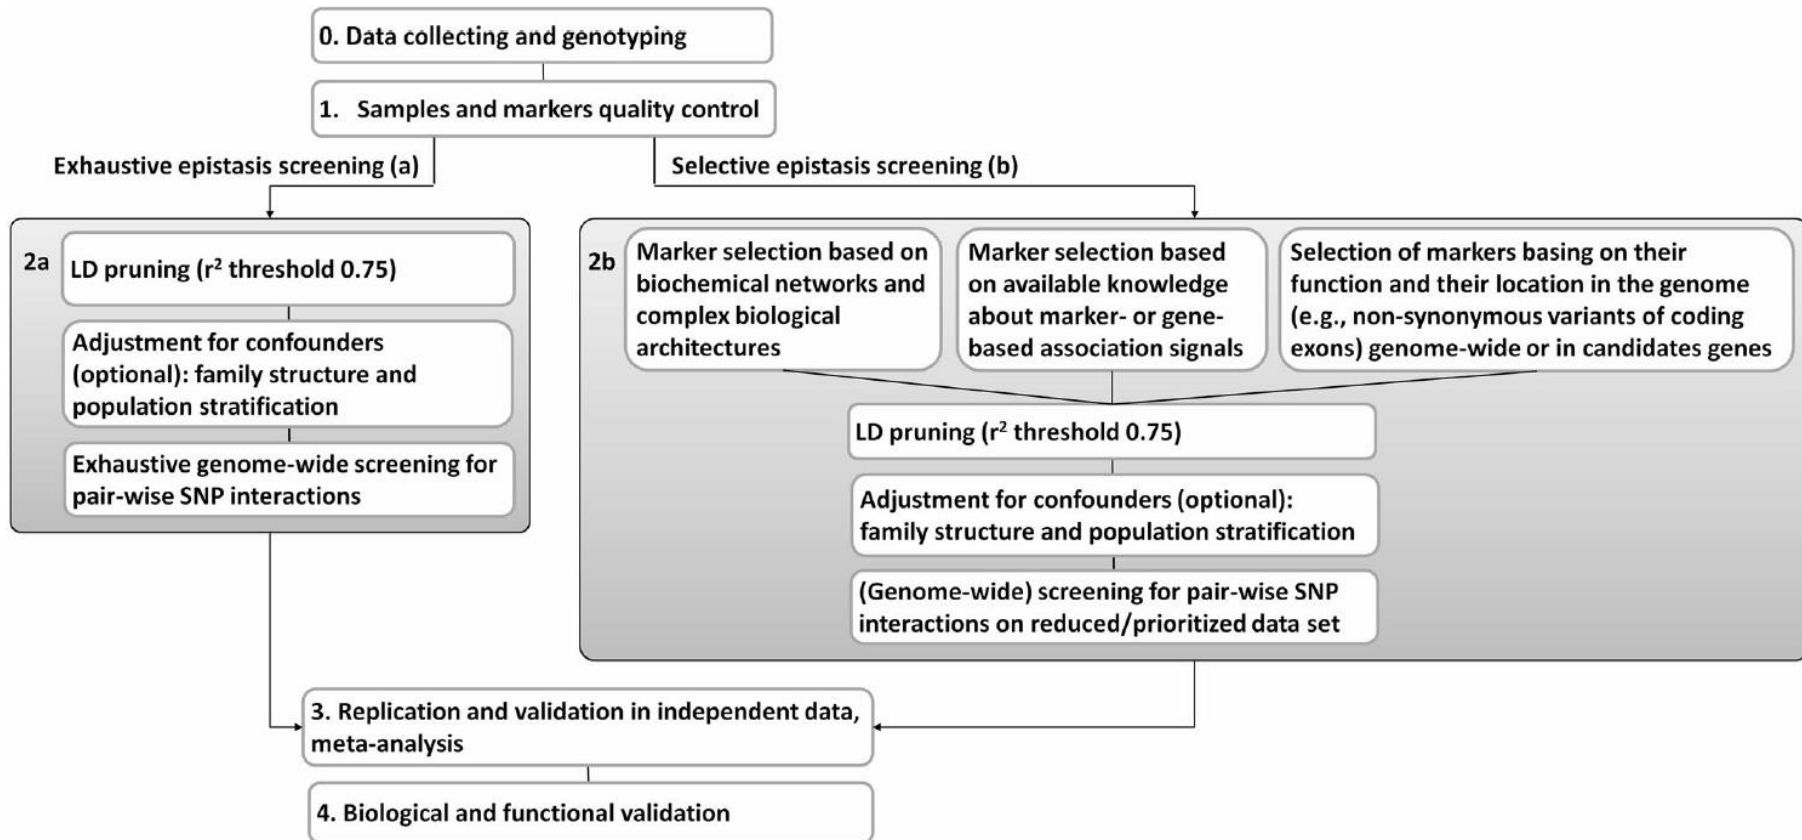 0. Data collecting and genotyping
1. Samples and markers quality control
Exhaustive epistasis screening (a)
Selective epistasis screening (b)
2a
LD pruning (r² threshold 0.75)
Adjustment for confounders
(optional): family structure and
population stratification
Exhaustive genome-wide screening for
pair-wise SNP interactions
2b
Marker selection based on
biochemical networks and
complex biological
architectures
Marker selection based
on available knowledge
about marker- or gene-
based association signals
Selection of markers basing on their
function and their location in the genome
(e.g., non-synonymous variants of coding
exons) genome-wide or in candidates genes
LD pruning (r² threshold 0.75)
Adjustment for confounders (optional):
family structure and population stratification
(Genome-wide) screening for pair-wise SNP
interactions on reduced/prioritized data set
3. Replication and validation in independent data,
meta-analysis
4. Biological and functional validation